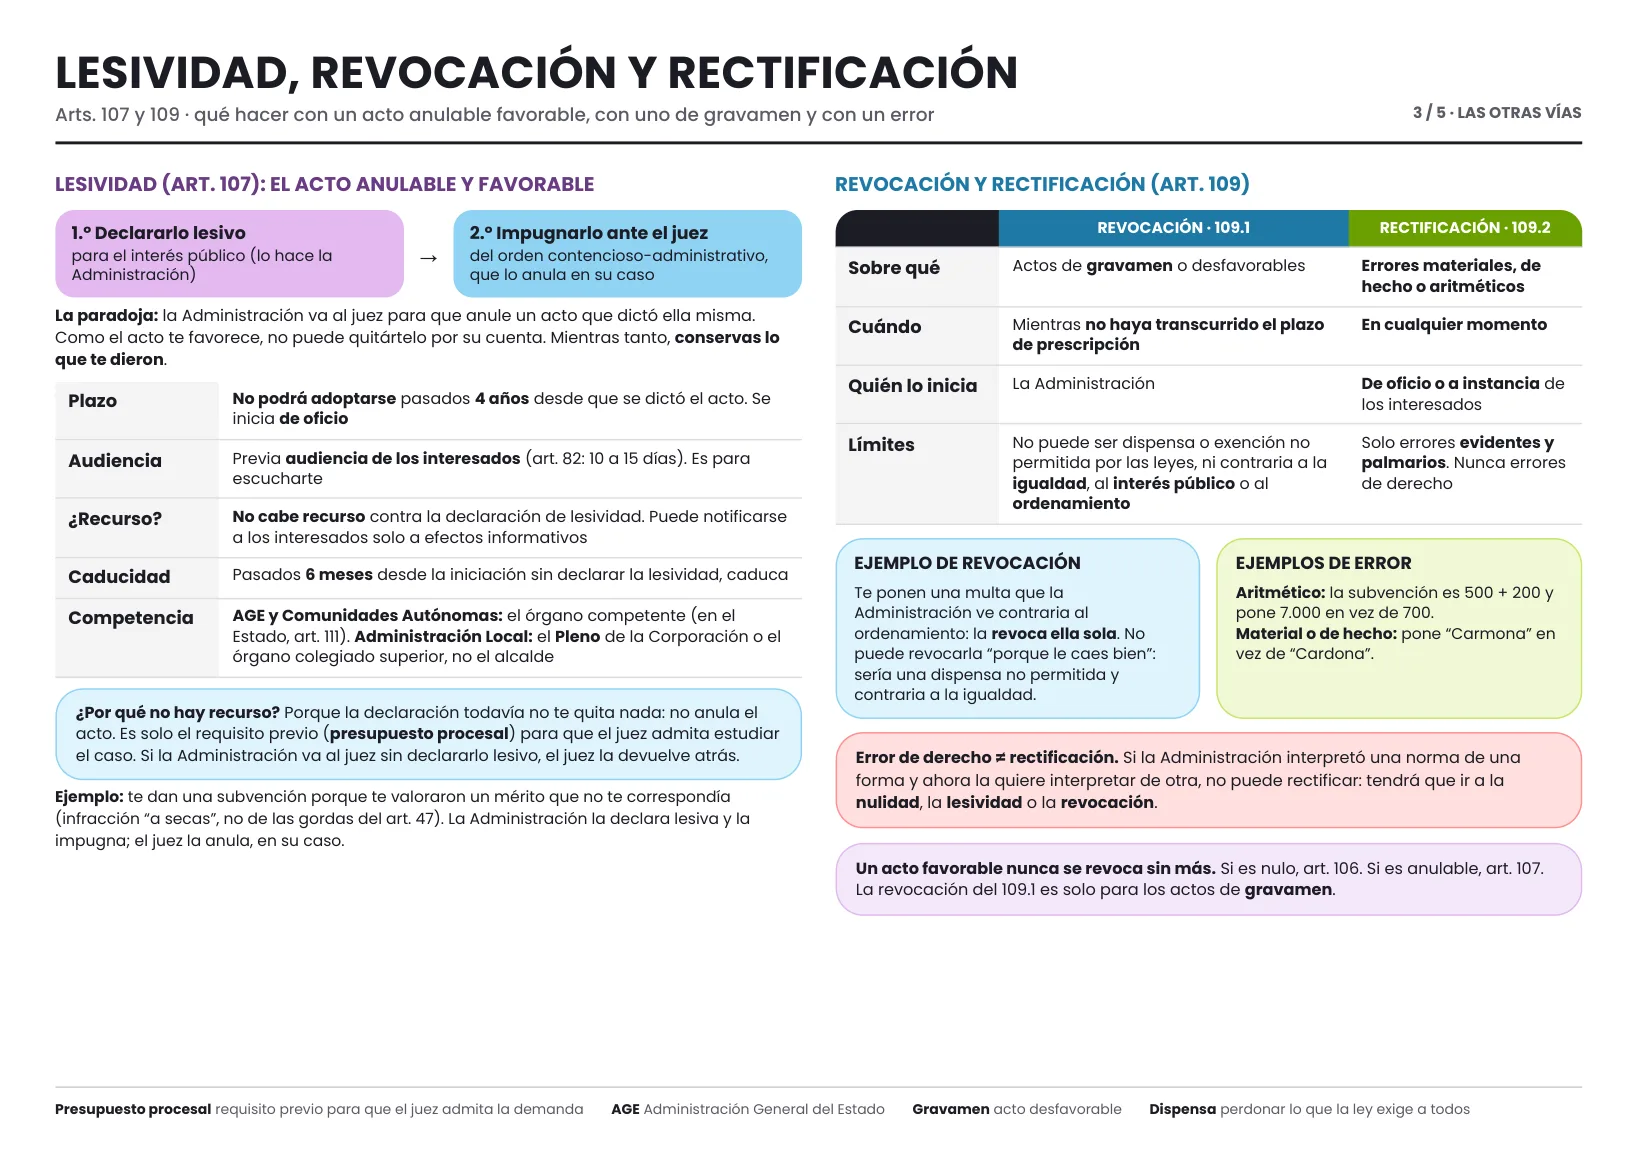 LESIVIDAD, REVOCACIÓN Y RECTIFICACIÓN
Arts. 107 y 109 · qué hacer con un acto anulable favorable, con uno de gravamen y con un error
3 / 5 · LAS OTRAS VÍAS
LESIVIDAD (ART. 107): EL ACTO ANULABLE Y FAVORABLE
1.º Declararlo lesivo
para el interés público (lo hace la
Administración)
→
2.º Impugnarlo ante el juez
del orden contencioso-administrativo,
que lo anula en su caso
La paradoja: la Administración va al juez para que anule un acto que dictó ella misma.
Como el acto te favorece, no puede quitártelo por su cuenta. Mientras tanto, conservas lo
que te dieron.
Plazo
No podrá adoptarse pasados 4 años desde que se dictó el acto. Se
inicia de oficio
Audiencia
Previa audiencia de los interesados (art. 82: 10 a 15 días). Es para
escucharte
¿Recurso?
No cabe recurso contra la declaración de lesividad. Puede notificarse
a los interesados solo a efectos informativos
Caducidad
Pasados 6 meses desde la iniciación sin declarar la lesividad, caduca
Competencia
AGE y Comunidades Autónomas: el órgano competente (en el
Estado, art. 111). Administración Local: el Pleno de la Corporación o el
órgano colegiado superior, no el alcalde
¿Por qué no hay recurso? Porque la declaración todavía no te quita nada: no anula el
acto. Es solo el requisito previo (presupuesto procesal) para que el juez admita estudiar
el caso. Si la Administración va al juez sin declararlo lesivo, el juez la devuelve atrás.
Ejemplo: te dan una subvención porque te valoraron un mérito que no te correspondía
(infracción “a secas”, no de las gordas del art. 47). La Administración la declara lesiva y la
impugna; el juez la anula, en su caso.
REVOCACIÓN Y RECTIFICACIÓN (ART. 109)
REVOCACIÓN · 109.1
RECTIFICACIÓN · 109.2
Sobre qué
Actos de gravamen o desfavorables
Errores materiales, de
hecho o aritméticos
Cuándo
Mientras no haya transcurrido el plazo
de prescripción
En cualquier momento
Quién lo inicia
La Administración
De oficio o a instancia de
los interesados
Límites
No puede ser dispensa o exención no
permitida por las leyes, ni contraria a la
igualdad, al interés público o al
ordenamiento
Solo errores evidentes y
palmarios. Nunca errores
de derecho
EJEMPLO DE REVOCACIÓN
Te ponen una multa que la
Administración ve contraria al
ordenamiento: la revoca ella sola. No
puede revocarla “porque le caes bien”:
sería una dispensa no permitida y
contraria a la igualdad.
EJEMPLOS DE ERROR
Aritmético: la subvención es 500 + 200 y
pone 7.000 en vez de 700.
Material o de hecho: pone “Carmona” en
vez de “Cardona”.
Error de derecho ≠ rectificación. Si la Administración interpretó una norma de una
forma y ahora la quiere interpretar de otra, no puede rectificar: tendrá que ir a la
nulidad, la lesividad o la revocación.
Un acto favorable nunca se revoca sin más. Si es nulo, art. 106. Si es anulable, art. 107.
La revocación del 109.1 es solo para los actos de gravamen.
Presupuesto procesal requisito previo para que el juez admita la demanda AGE Administración General del Estado Gravamen acto desfavorable Dispensa perdonar lo que la ley exige a todos